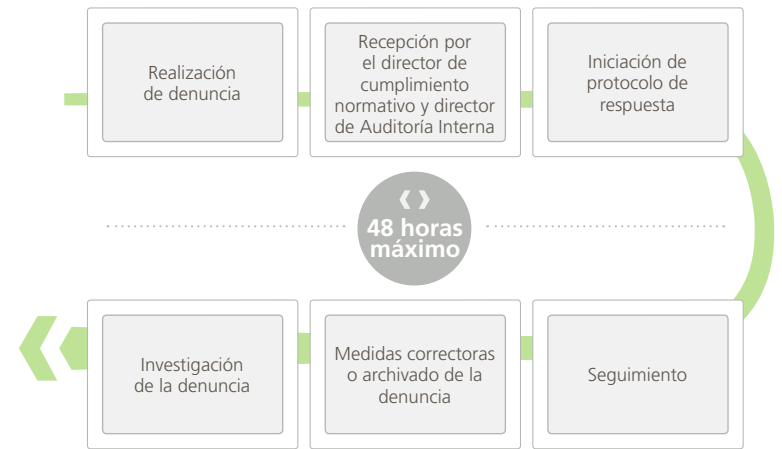 Realización
de denuncia
Recepción por
el director de
cumplimiento
normativo y director
de Auditoría Interna
Iniciación de
protocolo de
respuesta
48 horas
máximo
Investigación
de la denuncia
Medidas correctoras
o archivado de la
denuncia
Seguimiento